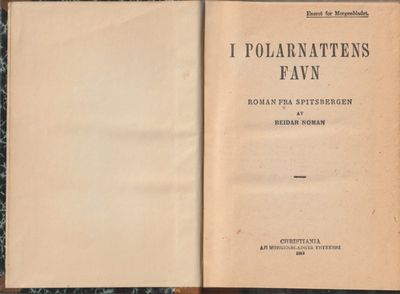 Eneret for Morgenbladet.
I POLARNATTENS
FAVN
ROMAN FRA SPITSBERGEN
AV
REIDAR NOMAN
CHRISTIANIA
A/S MORGENBLADETS TRYKKERI